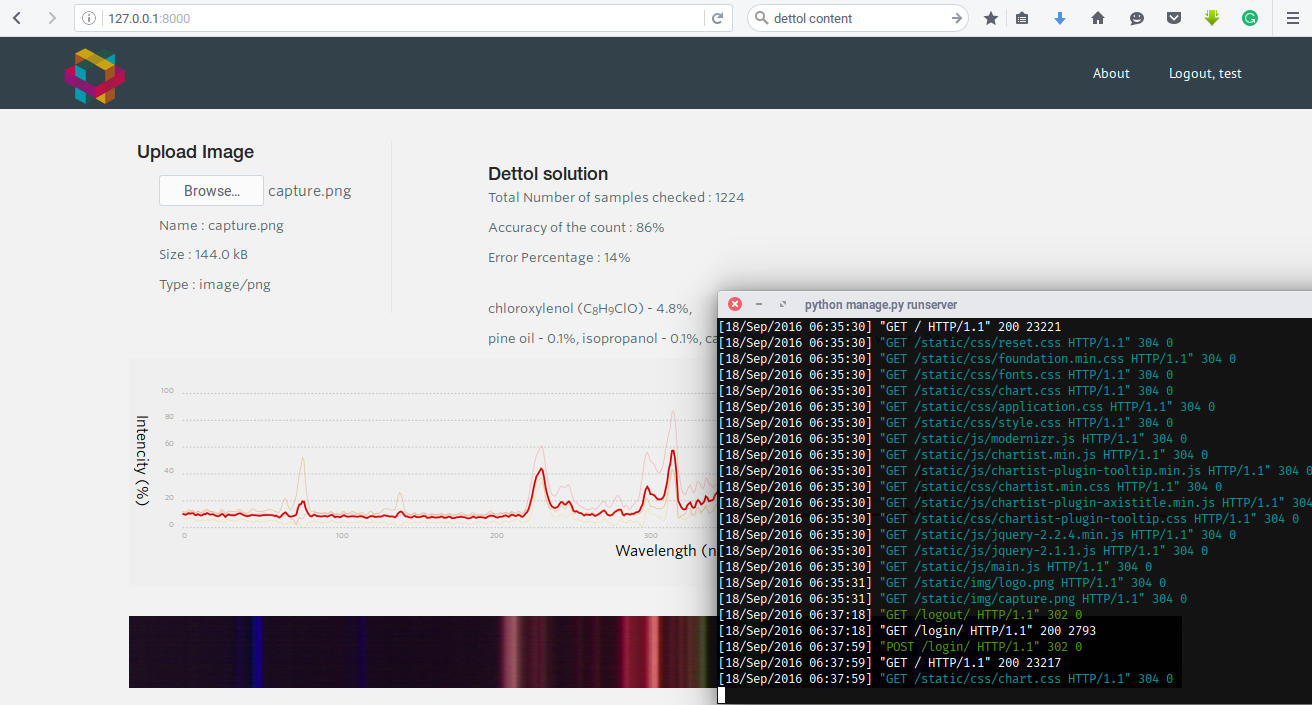 127.0.0.1:8000
dettol content
About
Logout, test
Upload Image
Browse...
capture.png
Name : capture.png
Size : 144.0 kB
Type : image/png
Dettol solution
Total Number of samples checked : 1224
Accuracy of the count : 86%
Error Percentage : 14%
chloroxylenol (C₈H₉ClO) - 4.8%,
pine oil - 0.1%, isopropanol - 0.1%, ca
100
80
60
40
20
0
Intencity (%)
0
100
200
300
Wavelength (n
python manage.py runserver
[18/Sep/2016 06:35:30] "GET / HTTP/1.1" 200 23221
[18/Sep/2016 06:35:30] "GET /static/css/reset.css HTTP/1.1" 304 0
[18/Sep/2016 06:35:30] "GET /static/css/foundation.min.css HTTP/1.1" 304 0
[18/Sep/2016 06:35:30] "GET /static/css/fonts.css HTTP/1.1" 304 0
[18/Sep/2016 06:35:30] "GET /static/css/chart.css HTTP/1.1" 304 0
[18/Sep/2016 06:35:30] "GET /static/css/application.css HTTP/1.1" 304 0
[18/Sep/2016 06:35:30] "GET /static/css/style.css HTTP/1.1" 304 0
[18/Sep/2016 06:35:30] "GET /static/js/modernizr.js HTTP/1.1" 304 0
[18/Sep/2016 06:35:30] "GET /static/js/chartist.min.js HTTP/1.1" 304 0
[18/Sep/2016 06:35:30] "GET /static/js/chartist-plugin-tooltip.min.js HTTP/1.1" 304 0
[18/Sep/2016 06:35:30] "GET /static/css/chartist.min.css HTTP/1.1" 304 0
[18/Sep/2016 06:35:30] "GET /static/js/chartist-plugin-axistitle.min.js HTTP/1.1" 304
[18/Sep/2016 06:35:30] "GET /static/css/chartist-plugin-tooltip.css HTTP/1.1" 304 0
[18/Sep/2016 06:35:30] "GET /static/js/jquery-2.2.4.min.js HTTP/1.1" 304 0
[18/Sep/2016 06:35:30] "GET /static/js/jquery-2.1.1.js HTTP/1.1" 304 0
[18/Sep/2016 06:35:30] "GET /static/js/main.js HTTP/1.1" 304 0
[18/Sep/2016 06:35:31] "GET /static/img/logo.png HTTP/1.1" 304 0
[18/Sep/2016 06:35:31] "GET /static/img/capture.png HTTP/1.1" 304 0
[18/Sep/2016 06:37:18] "GET /logout/ HTTP/1.1" 302 0
[18/Sep/2016 06:37:18] "GET /login/ HTTP/1.1" 200 2793
[18/Sep/2016 06:37:59] "POST /login/ HTTP/1.1" 302 0
[18/Sep/2016 06:37:59] "GET / HTTP/1.1" 200 23217
[18/Sep/2016 06:37:59] "GET /static/css/chart.css HTTP/1.1" 304 0